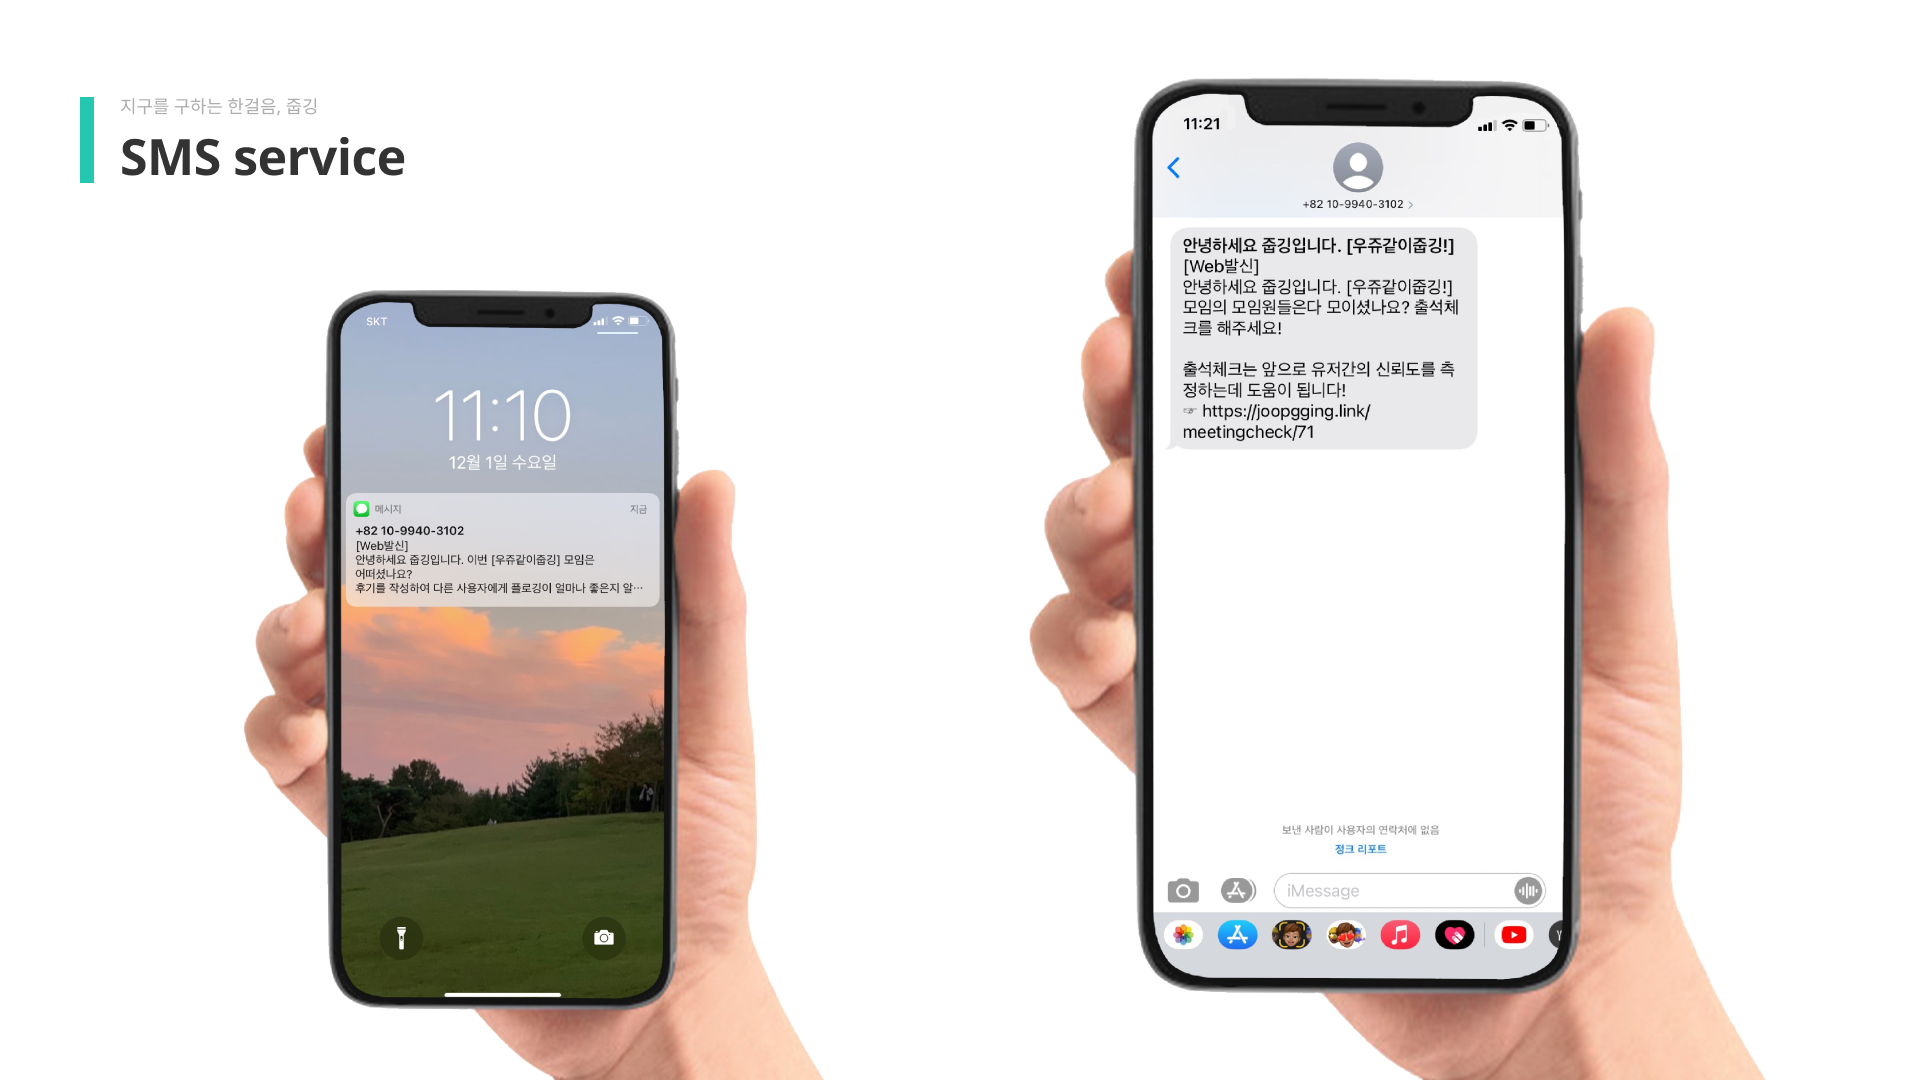 지구를 구하는 한걸음, 줍깅
SMS service
SKT
11:10
12월 1일 수요일
메시지
지금
+82 10-9940-3102
[Web발신]
안녕하세요 줍깅입니다. 이번 [우쥬같이줍깅] 모임은
어떠셨나요?
후기를 작성하여 다른 사용자에게 플로깅이 얼마나 좋은지 알…
11:21
+82 10-9940-3102
안녕하세요 줍깅입니다. [우쥬같이줍깅!]
[Web발신]
안녕하세요 줍깅입니다. [우쥬같이줍깅!]
모임의 모임원들은다 모이셨나요? 출석체
크를 해주세요!
출석체크는 앞으로 유저간의 신뢰도를 측
정하는데 도움이 됩니다!
☞ https://joopgging.link/
meetingcheck/71
보낸 사람이 사용자의 연락처에 없음
정크 리포트
iMessage